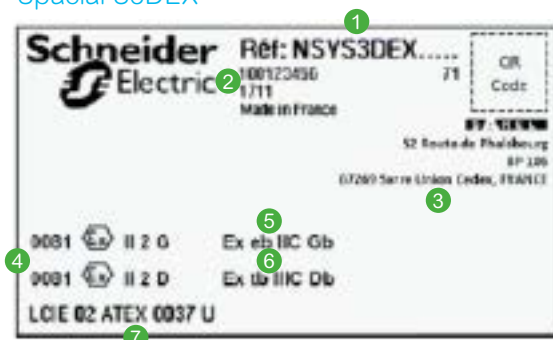 Spacial S3DEX
1
Schneider
Electric
Réf: NSYS3DEX.....
2
100123456 71
1711
Made in France
QR
Code
52 Route de Phalsbourg
BP 106
67260 Sarre Union Cedex, FRANCE
3
4
5
6
0081 Ex II 2 G Ex eb IIC Gb
0081 Ex II 2 D Ex tb IIIC Db
LCIE 02 ATEX 0037 U
7